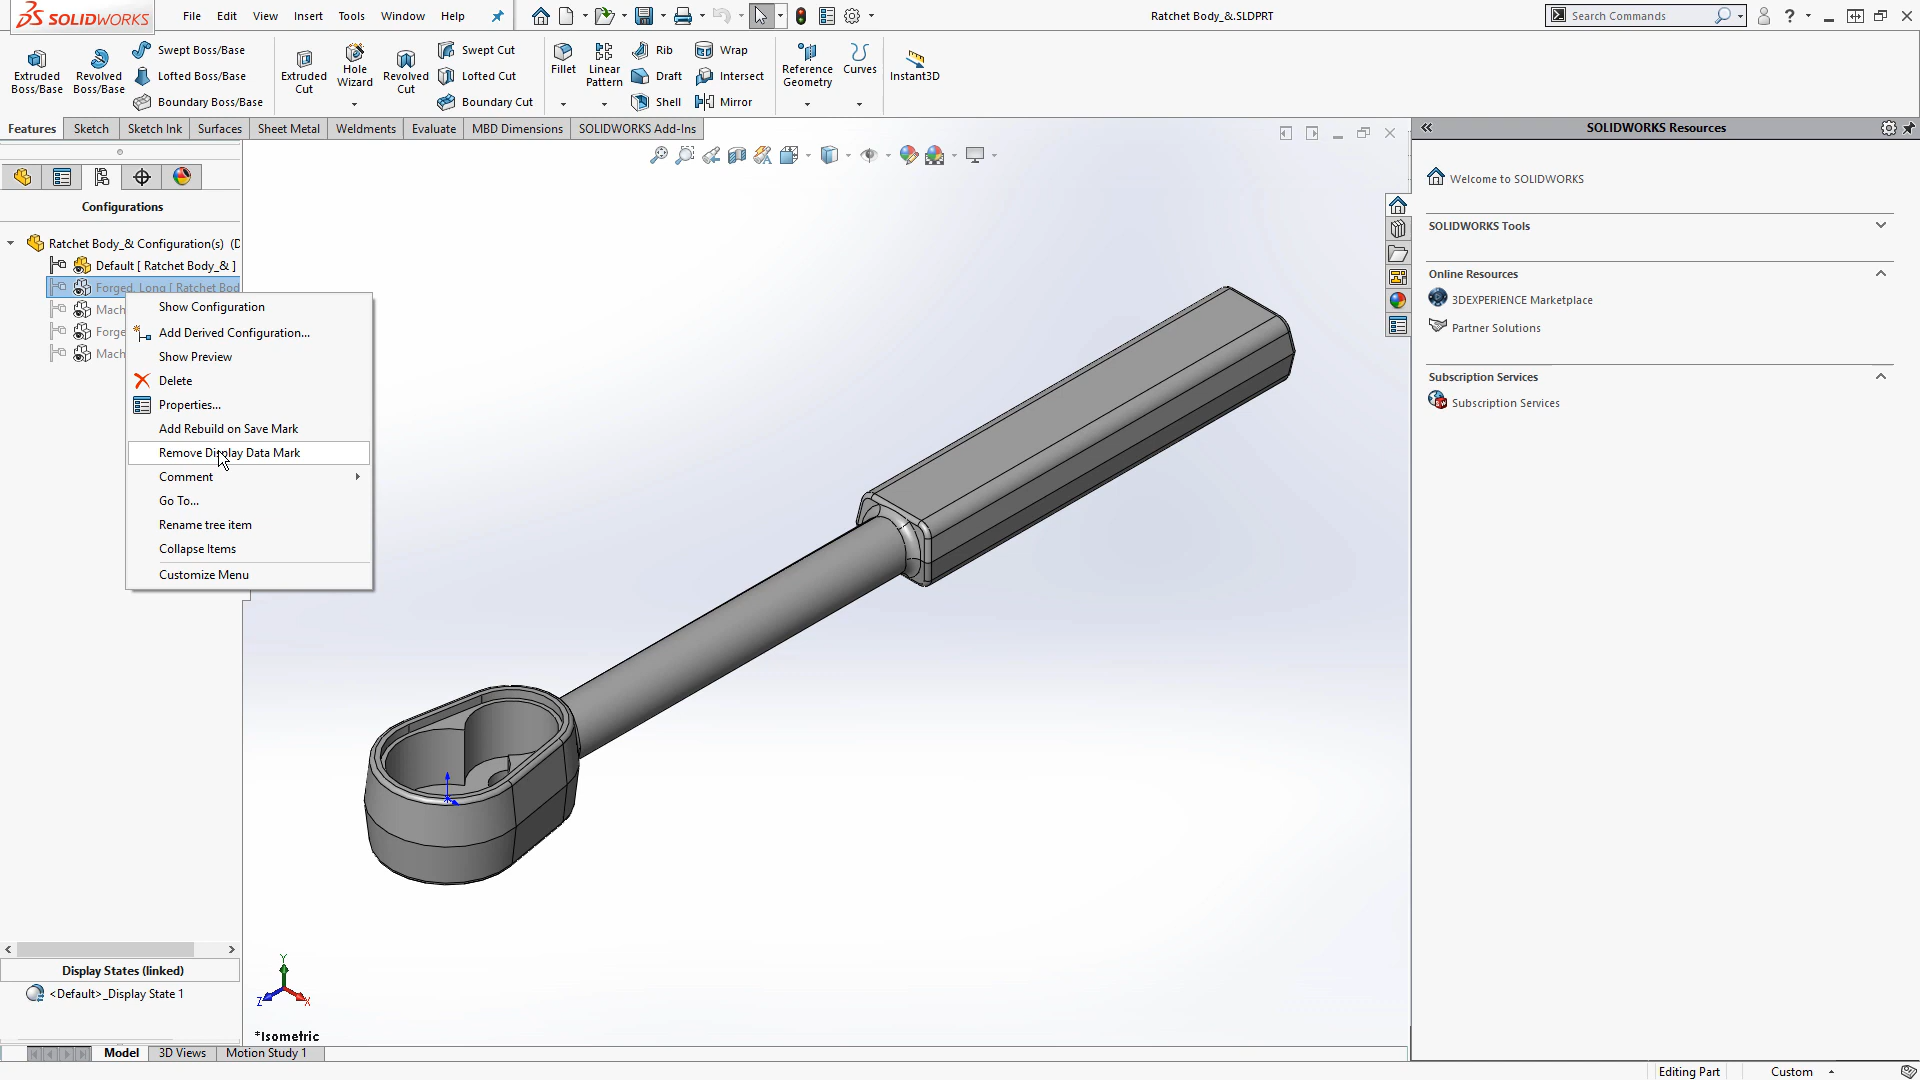 SOLIDWORKS
File Edit View Insert Tools Window Help
Ratchet Body_&.SLDPRT
Search Commands
Extruded Boss/Base
Revolved Boss/Base
Swept Boss/Base
Lofted Boss/Base
Boundary Boss/Base
Extruded Cut
Hole Wizard
Revolved Cut
Swept Cut
Lofted Cut
Boundary Cut
Fillet
Linear Pattern
Rib
Draft
Shell
Wrap
Intersect
Mirror
Reference Geometry
Curves
Instant3D
Features Sketch Sketch Ink Surfaces Sheet Metal Weldments Evaluate MBD Dimensions SOLIDWORKS Add-Ins
Configurations
Ratchet Body_& Configuration(s) (D
Default [ Ratchet Body_& ]
Forged, Long [ Ratchet Bod
Mach
Forge
Mach
Show Configuration
Add Derived Configuration...
Show Preview
Delete
Properties...
Add Rebuild on Save Mark
Remove Display Data Mark
Comment
Go To...
Rename tree item
Collapse Items
Customize Menu
Display States (linked)
<Default>_Display State 1
Y
Z
X
*Isometric
Model 3D Views Motion Study 1
SOLIDWORKS Resources
Welcome to SOLIDWORKS
SOLIDWORKS Tools
Online Resources
3DEXPERIENCE Marketplace
Partner Solutions
Subscription Services
Subscription Services
Editing Part
Custom